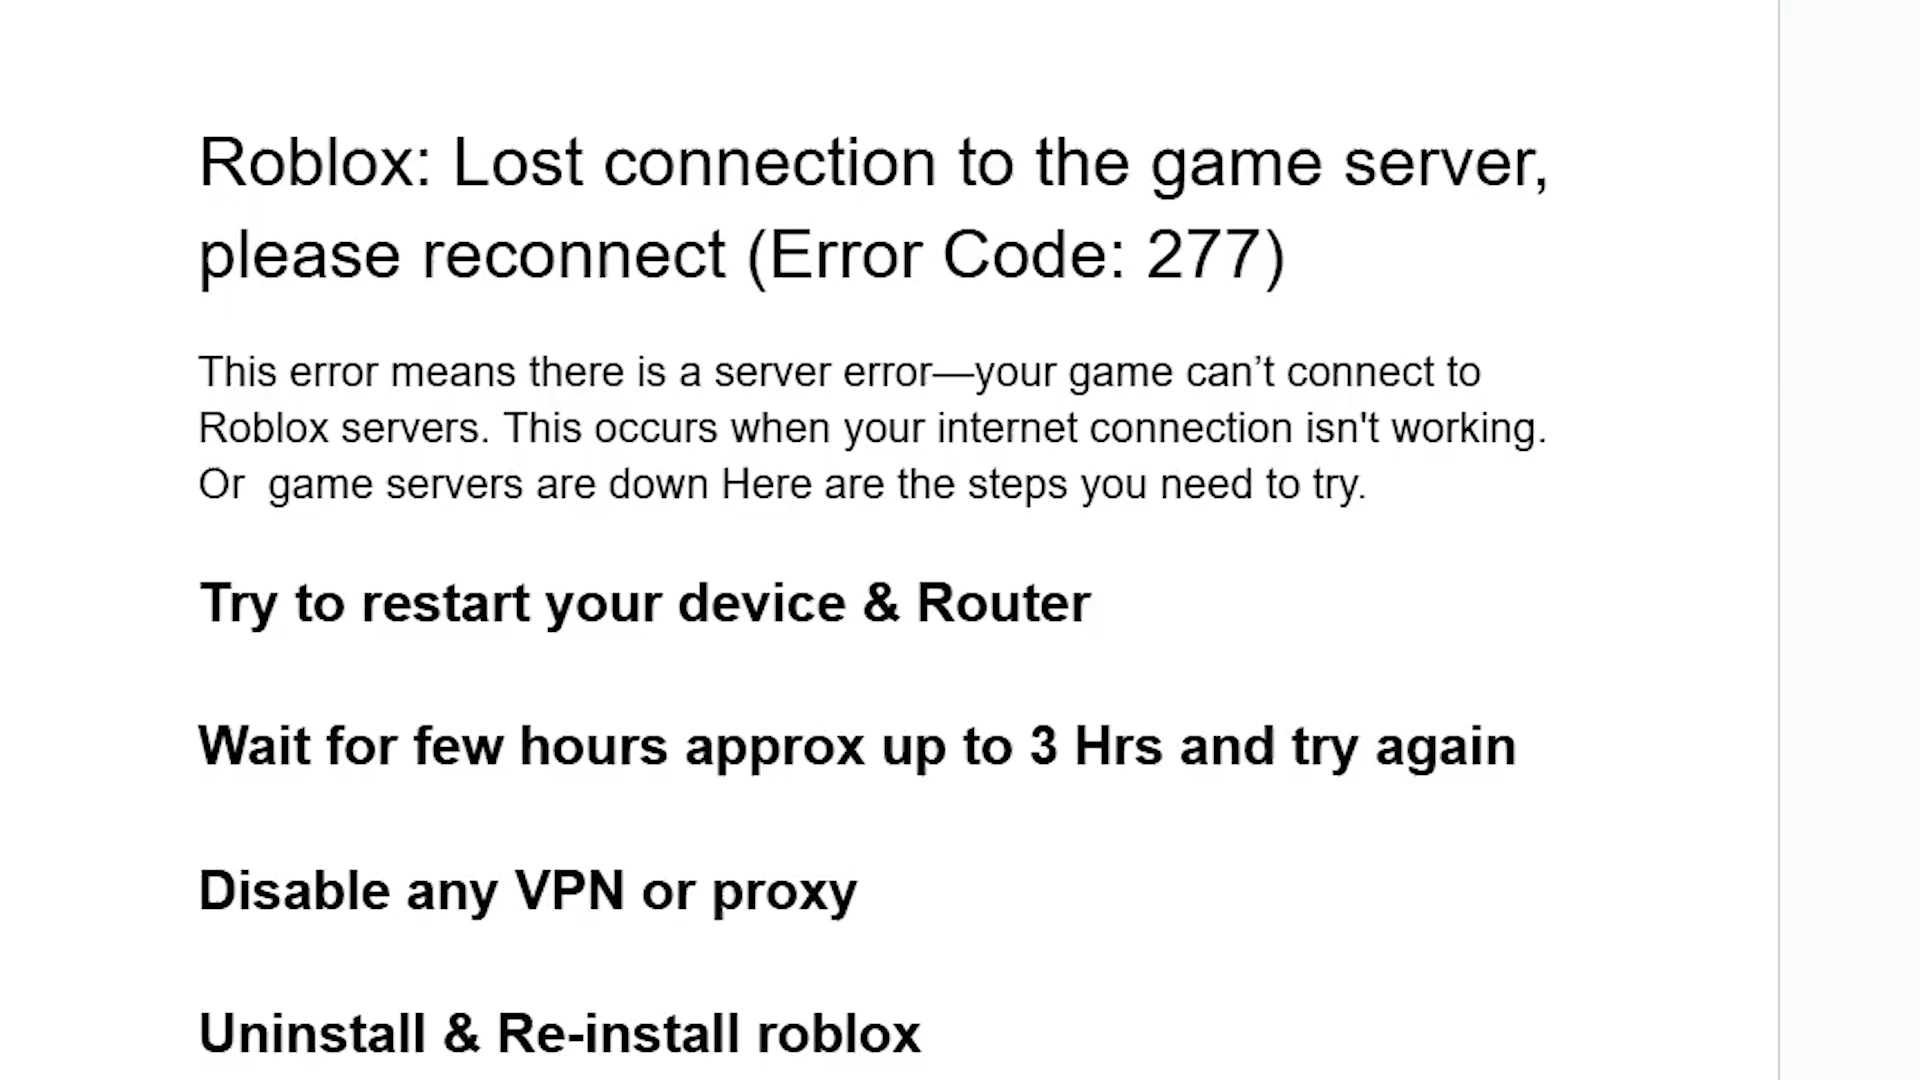 Roblox: Lost connection to the game server,
please reconnect (Error Code: 277)
This error means there is a server error—your game can’t connect to
Roblox servers. This occurs when your internet connection isn't working.
Or  game servers are down Here are the steps you need to try.
Try to restart your device & Router
Wait for few hours approx up to 3 Hrs and try again
Disable any VPN or proxy
Uninstall & Re-install roblox